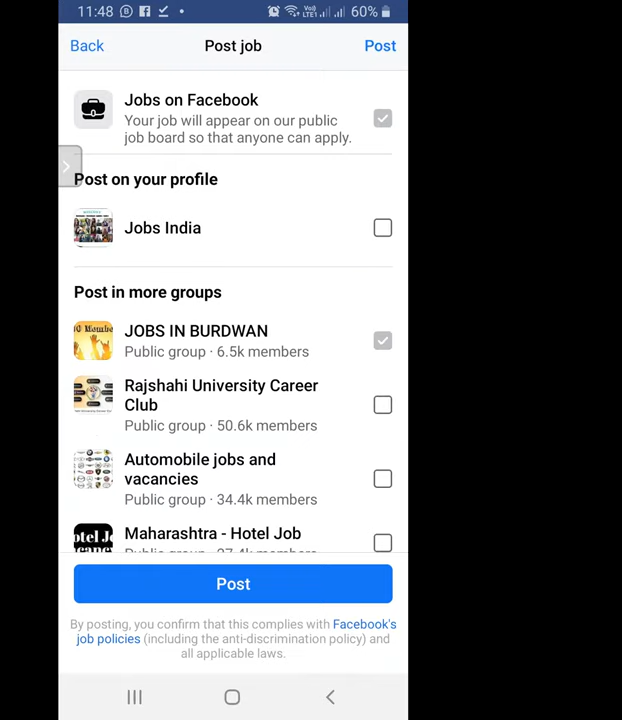 11:48 60%
Back Post job Post
Jobs on Facebook
Your job will appear on our public
job board so that anyone can apply.
Post on your profile
Jobs India
Post in more groups
JOBS IN BURDWAN
Public group · 6.5k members
Rajshahi University Career
Club
Public group · 50.6k members
Automobile jobs and
vacancies
Public group · 34.4k members
Maharashtra - Hotel Job
Post
By posting, you confirm that this complies with Facebook's
job policies (including the anti-discrimination policy) and
all applicable laws.